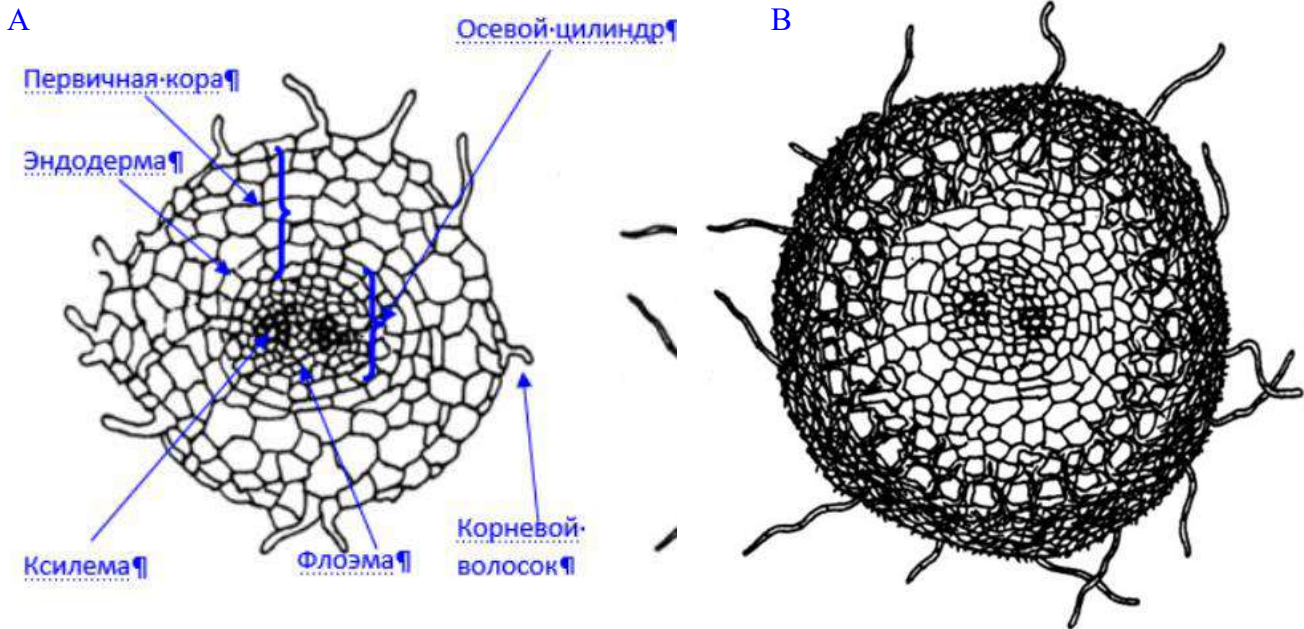 A
B
Осевой·цилиндр¶
Первичная·кора¶
Эндодерма¶
Ксилема¶
Флоэма¶
Корневой·
волосок¶